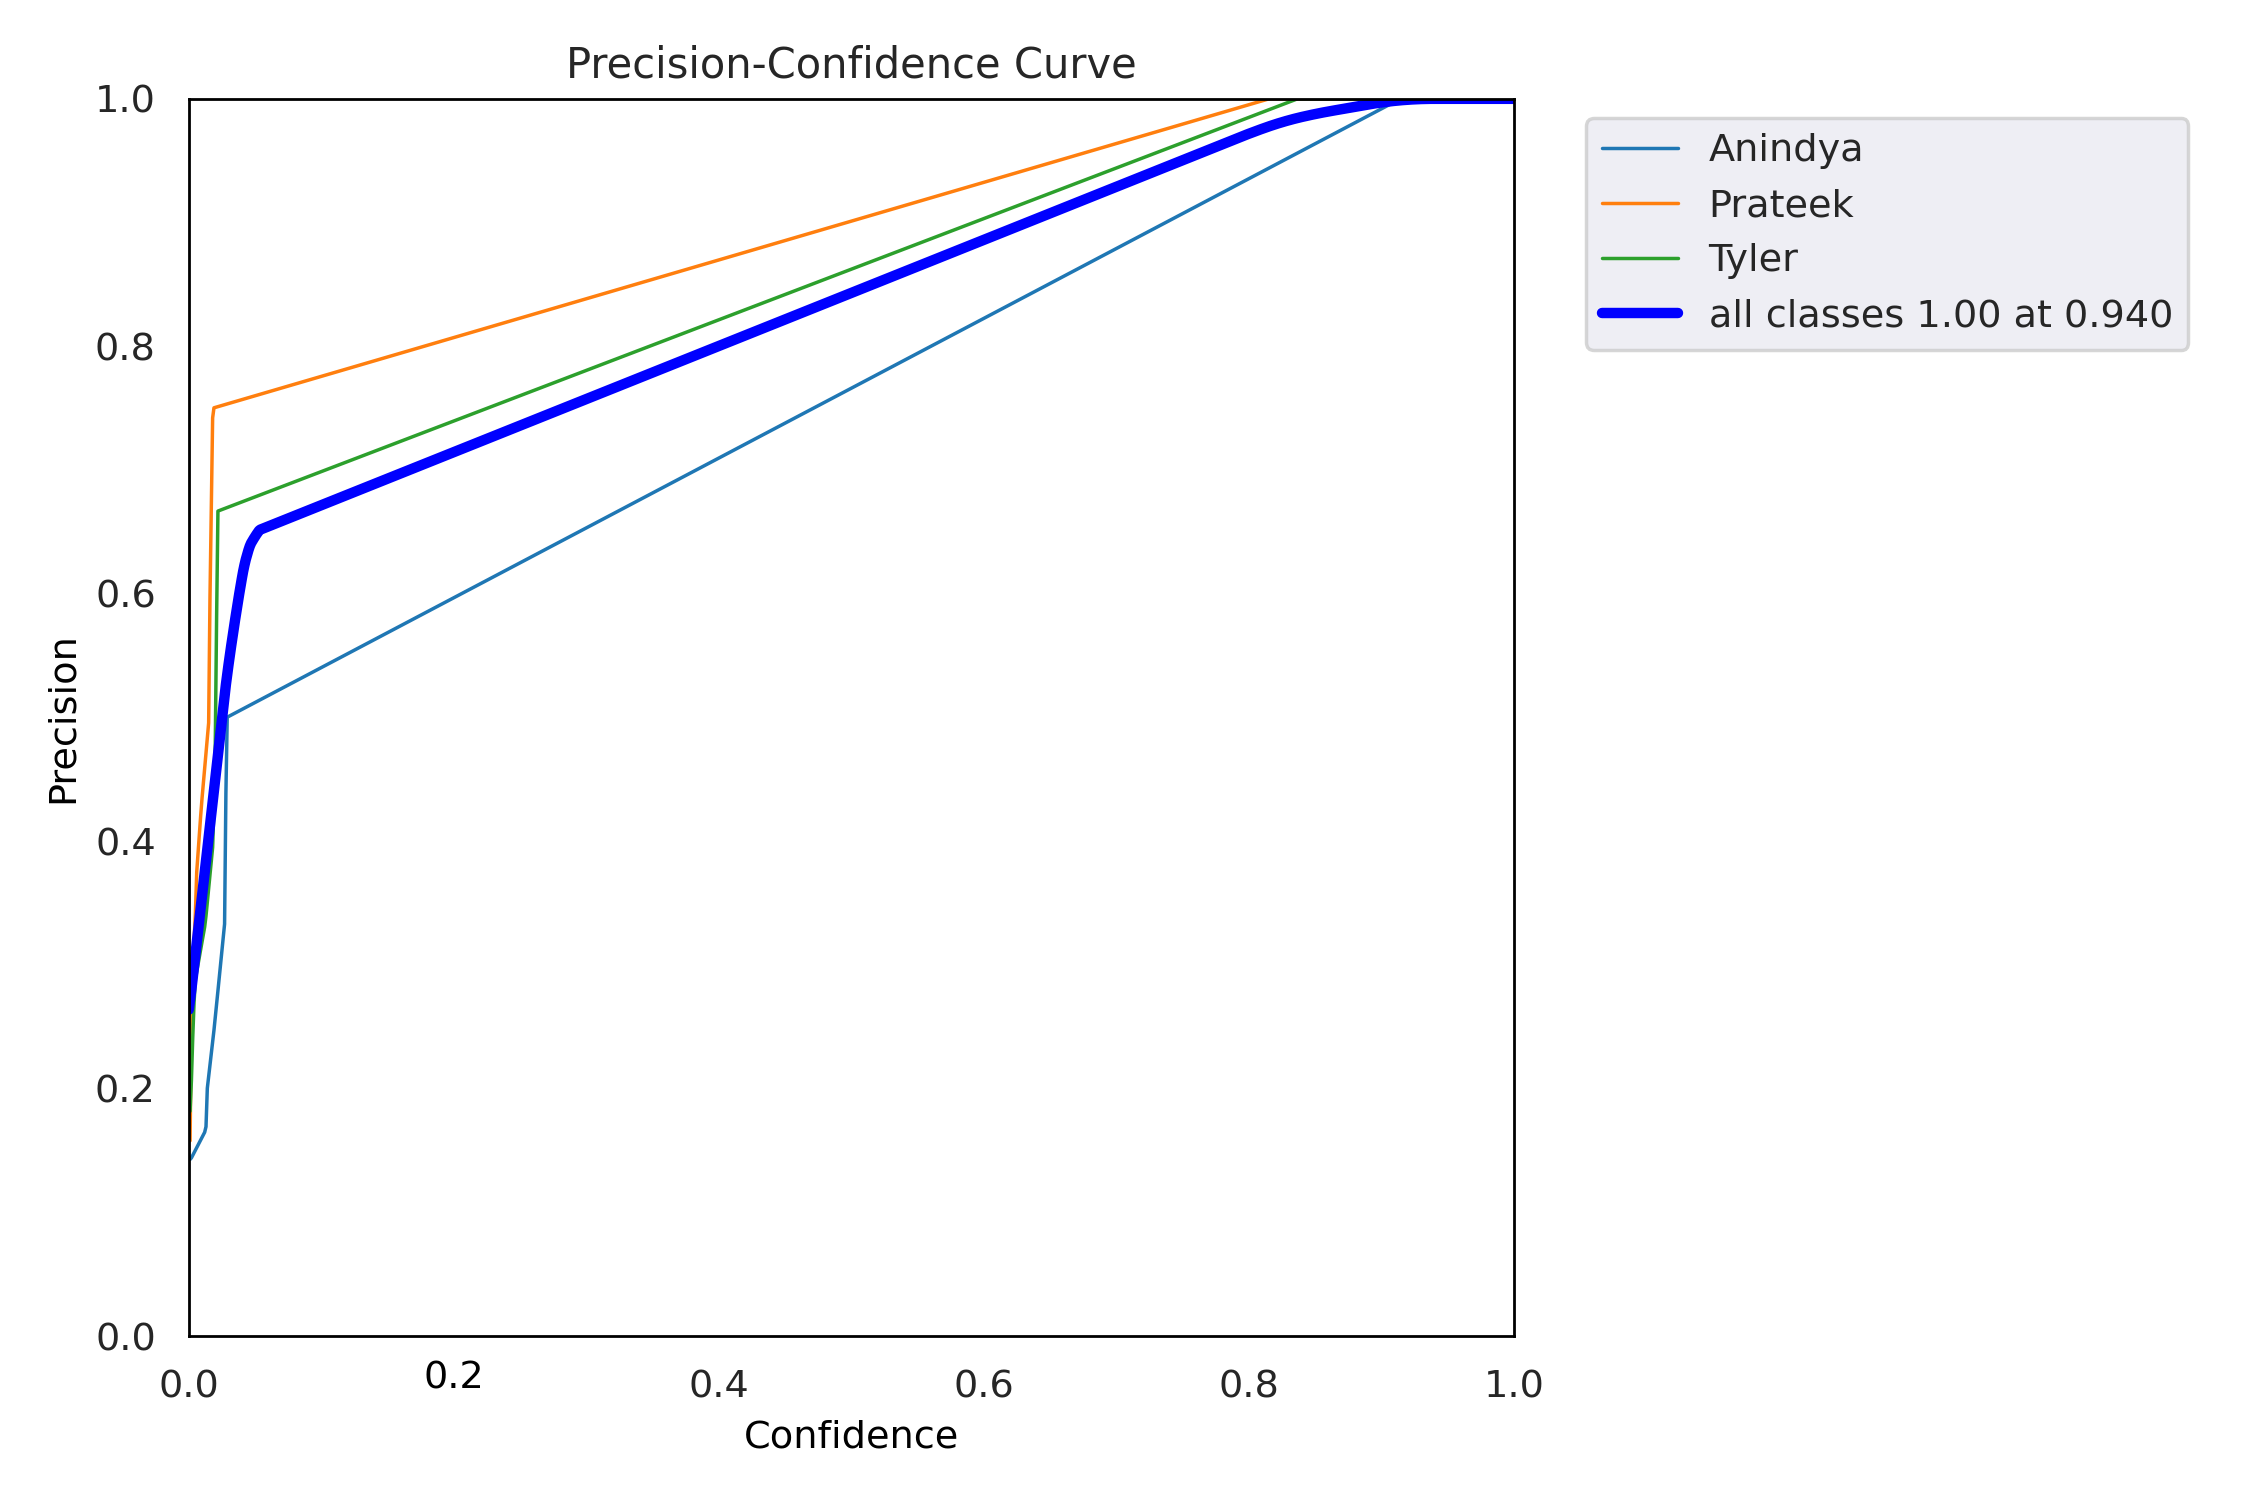 Precision-Confidence Curve
1.0
0.8
0.6
0.4
0.2
0.0
Precision
0.0 0.2 0.4 0.6 0.8 1.0
Confidence
Anindya
Prateek
Tyler
all classes 1.00 at 0.940